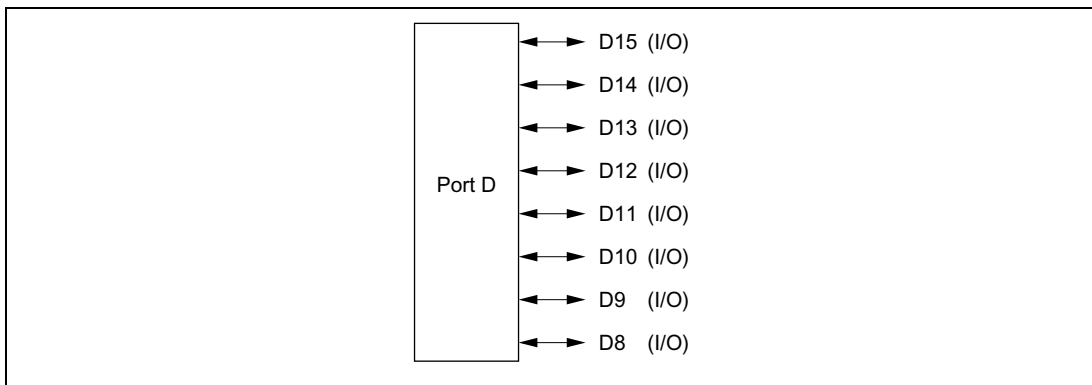 D15 (I/O)
D14 (I/O)
D13 (I/O)
D12 (I/O)
Port D
D11 (I/O)
D10 (I/O)
D9 (I/O)
D8 (I/O)